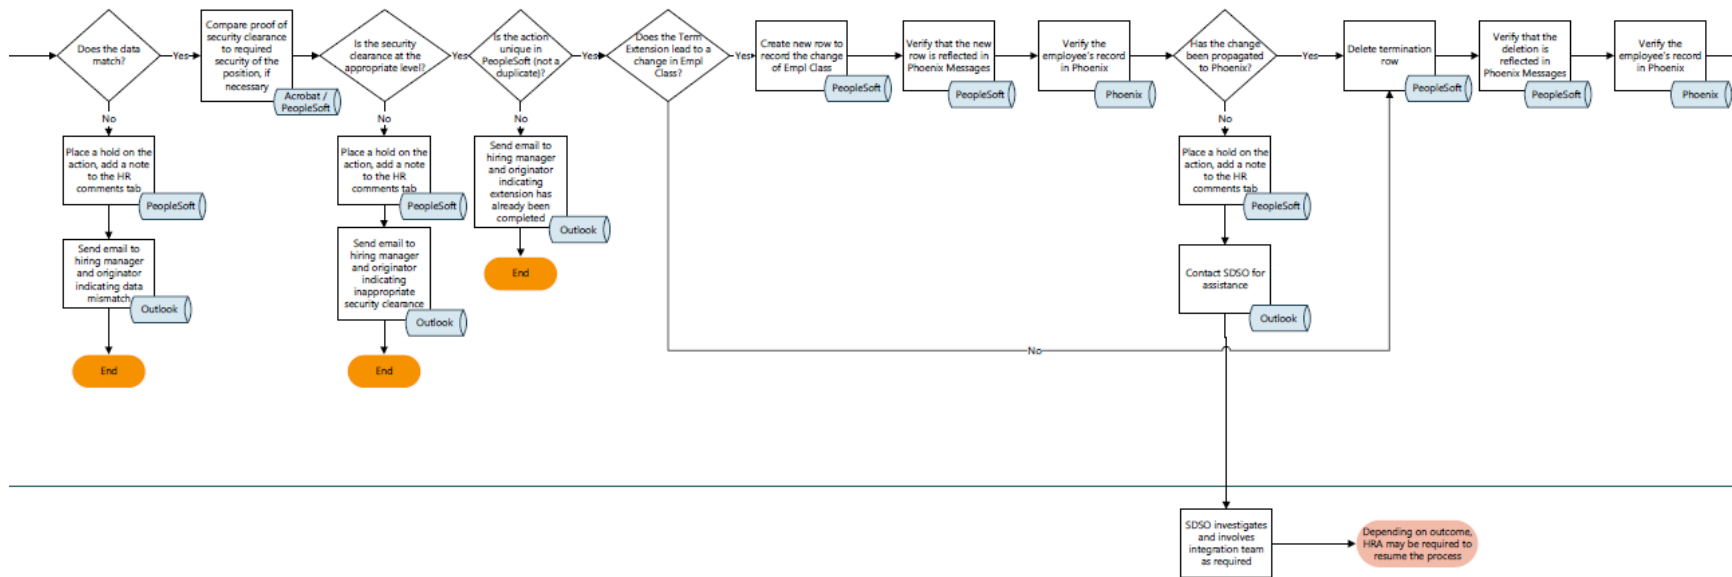 Does the data
match?
Yes
No
Place a hold on the
action, add a note
to the HR
comments tab
PeopleSoft
Send email to
hiring manager
and originator
indicating data
mismatch
Outlook
End
Compare proof of
security clearance
to required
security of the
position, if
necessary
Acrobat /
PeopleSoft
Is the security
clearance at the
appropriate level?
Yes
No
Place a hold on the
action, add a note
to the HR
comments tab
PeopleSoft
Send email to
hiring manager
and originator
indicating
inappropriate
security clearance
Outlook
End
Is the action
unique in
PeopleSoft (not a
duplicate)?
Yes
No
Send email to
hiring manager
and originator
indicating
extension has
already been
completed
Outlook
End
Does the Term
Extension lead to a
change in Empl
Class?
Yes
No
Create new row to
record the change
of Empl Class
PeopleSoft
Verify that the new
row is reflected in
Phoenix Messages
PeopleSoft
Verify the
employee's record
in Phoenix
Phoenix
Has the change
been propagated
to Phoenix?
Yes
No
Place a hold on the
action, add a note
to the HR
comments tab
PeopleSoft
Contact SDSO for
assistance
Outlook
SDSO investigates
and involves
integration team
as required
Depending on outcome,
HRA may be required to
resume the process
Delete termination
row
PeopleSoft
Verify that the
deletion is
reflected in
Phoenix Messages
PeopleSoft
Verify the
employee's record
in Phoenix
Phoenix